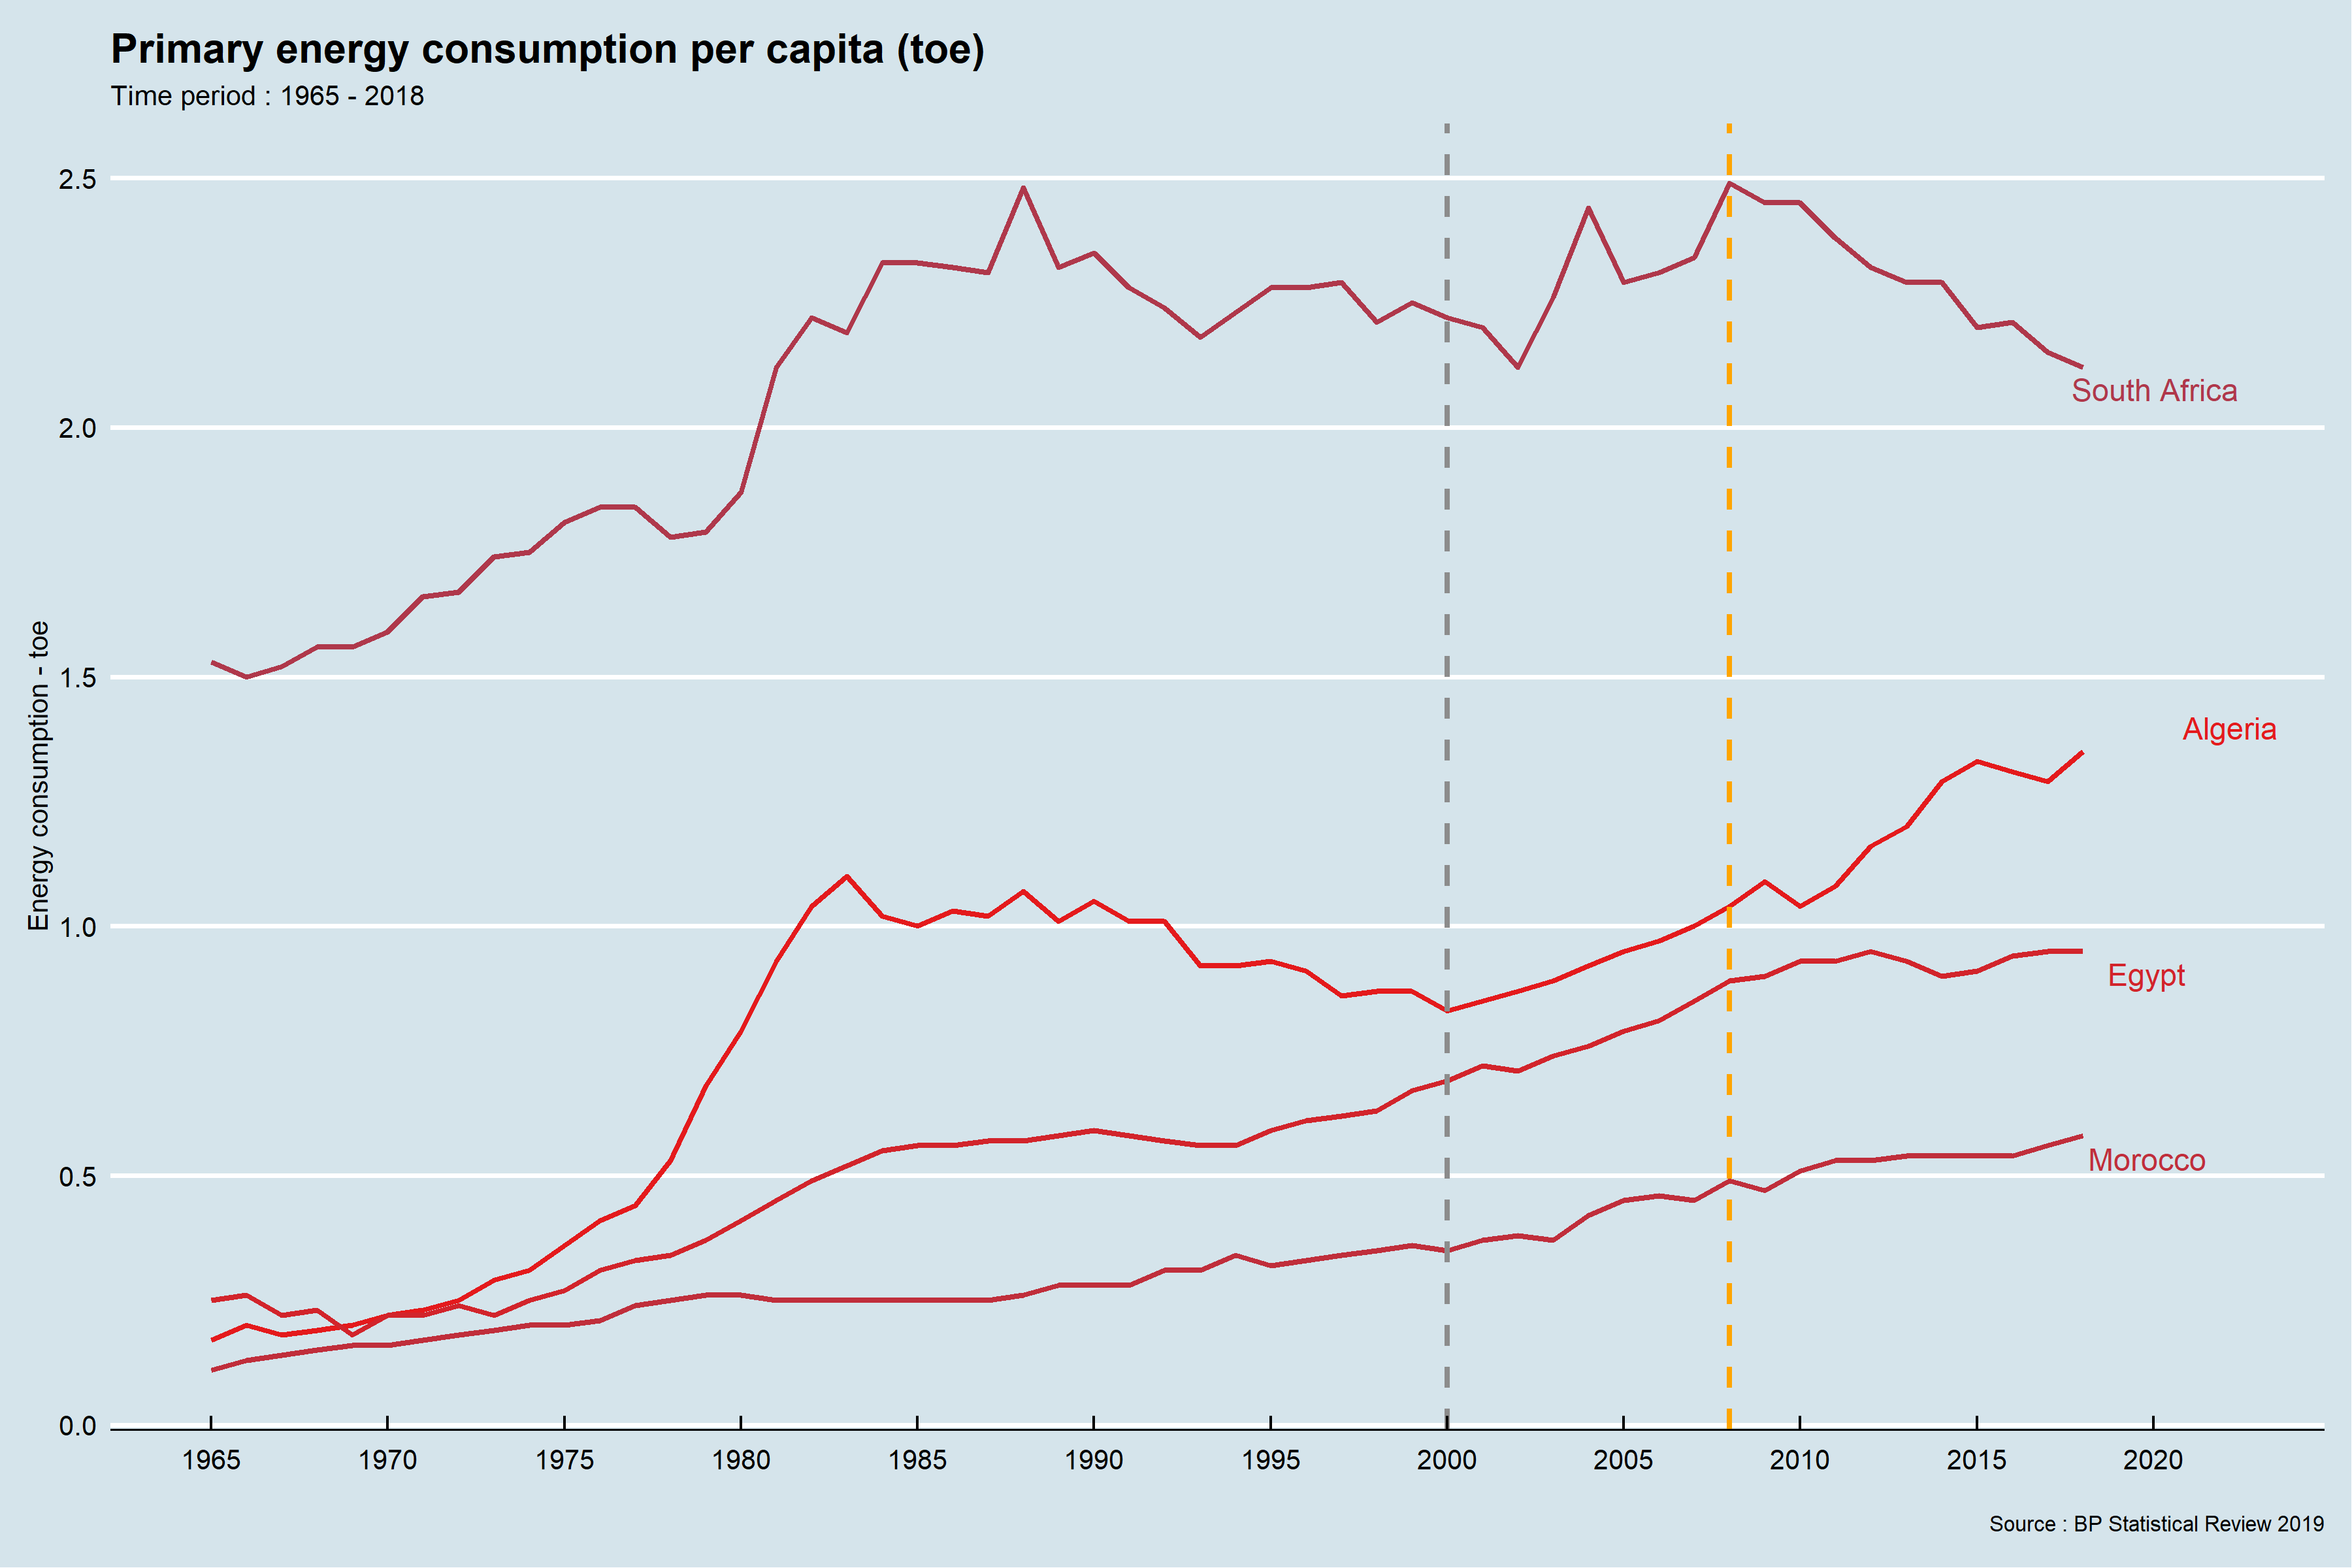 Primary energy consumption per capita (toe)
Time period : 1965 - 2018
Energy consumption - toe
2.5
2.0
1.5
1.0
0.5
0.0
South Africa
Algeria
Egypt
Morocco
1965 1970 1975 1980 1985 1990 1995 2000 2005 2010 2015 2020
Source : BP Statistical Review 2019